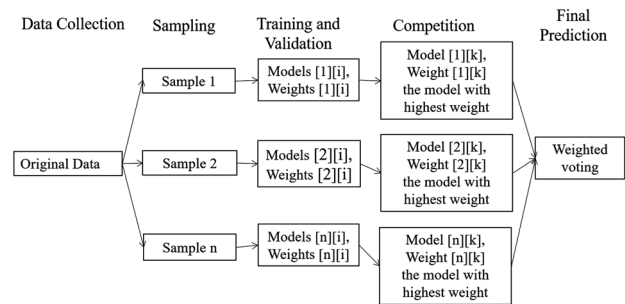 Data Collection
Sampling
Training and
Validation
Competition
Final
Prediction
Original Data
Sample 1
Models [1][i],
Weights [1][i]
Model [1][k],
Weight [1][k]
the model with
highest weight
Sample 2
Models [2][i],
Weights [2][i]
Model [2][k],
Weight [2][k]
the model with
highest weight
Sample n
Models [n][i],
Weights [n][i]
Model [n][k],
Weight [n][k]
the model with
highest weight
Weighted
voting